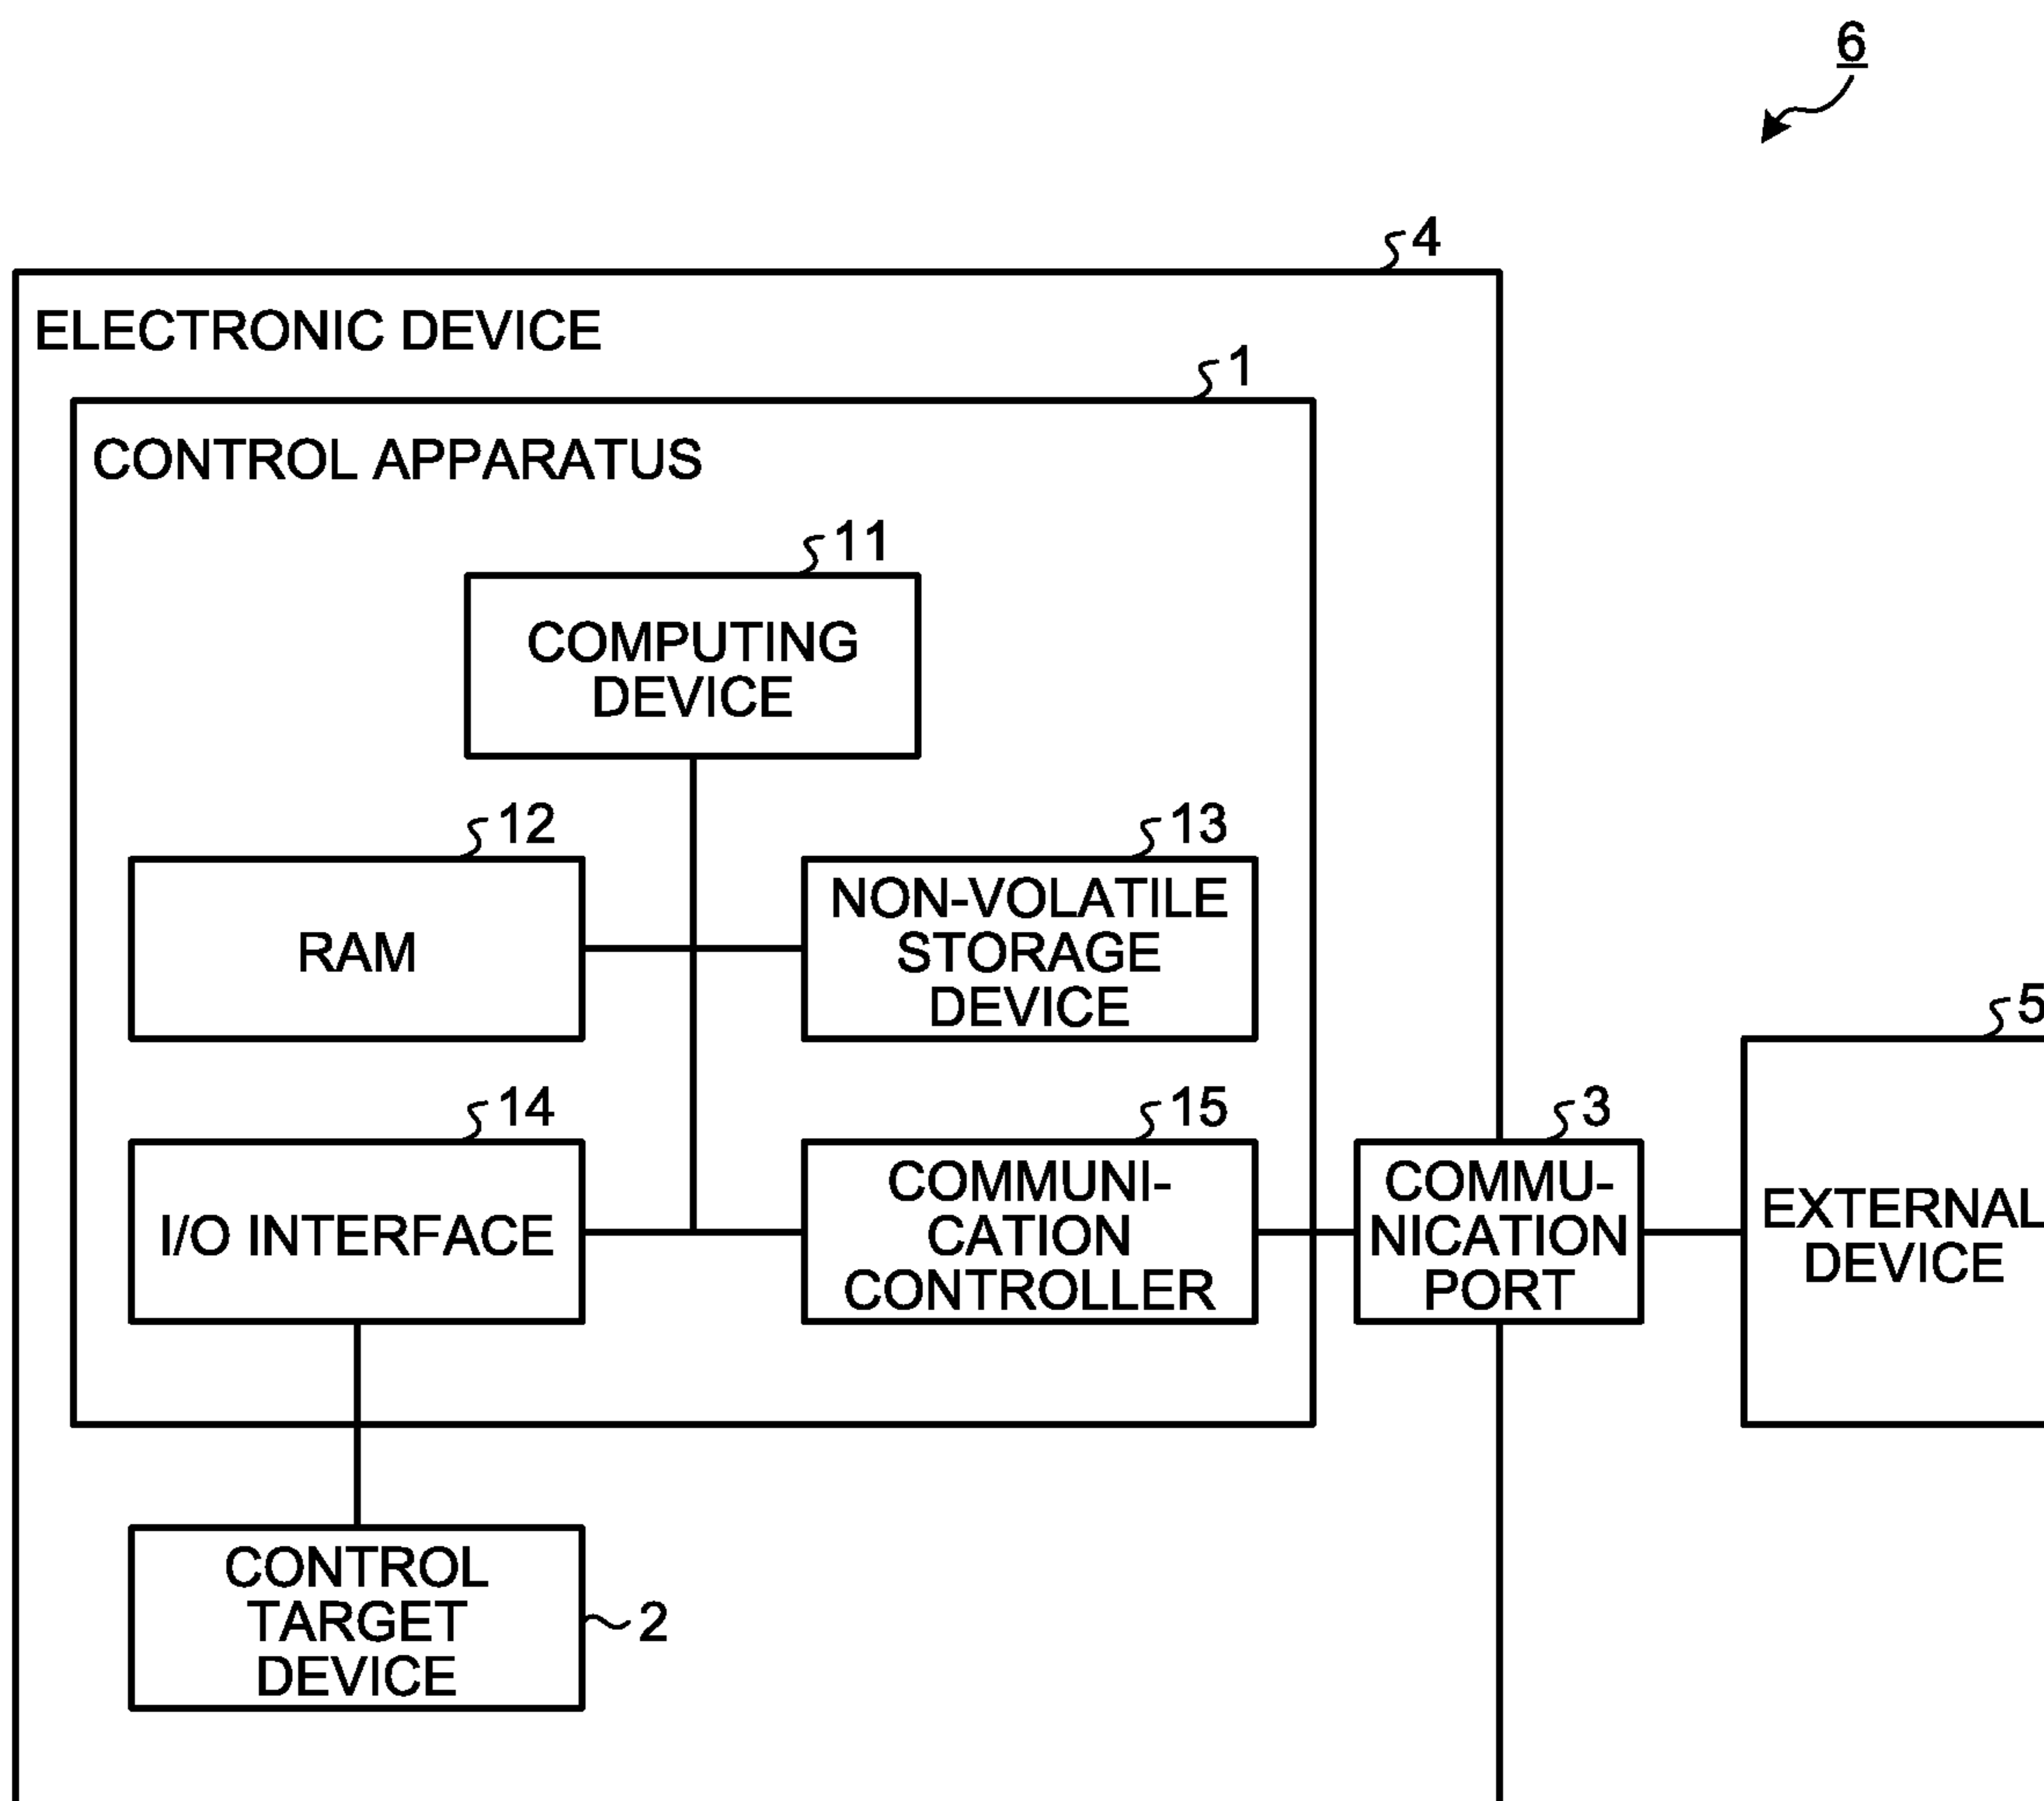 6
4
ELECTRONIC DEVICE
1
CONTROL APPARATUS
11
COMPUTING
DEVICE
12
RAM
13
NON-VOLATILE
STORAGE
DEVICE
14
I/O INTERFACE
15
COMMUNI-
CATION
CONTROLLER
3
COMMU-
NICATION
PORT
5
EXTERNAL
DEVICE
CONTROL
TARGET
DEVICE
2